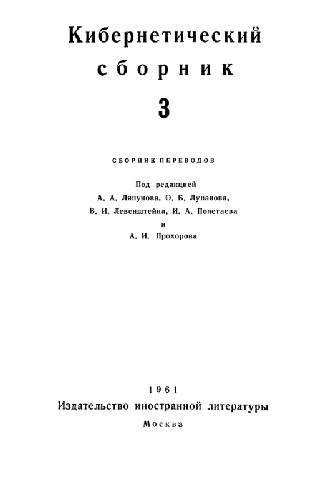 Кибернетический
сборник
3
СБОРНИК ПЕРЕВОДОВ
Под редакцией
А. А. Ляпунова, О. Б. Лупанова,
В. И. Левенштейна, И. А. Полетаева
и
А. И. Прохорова
1961
Издательство иностранной литературы
Москва